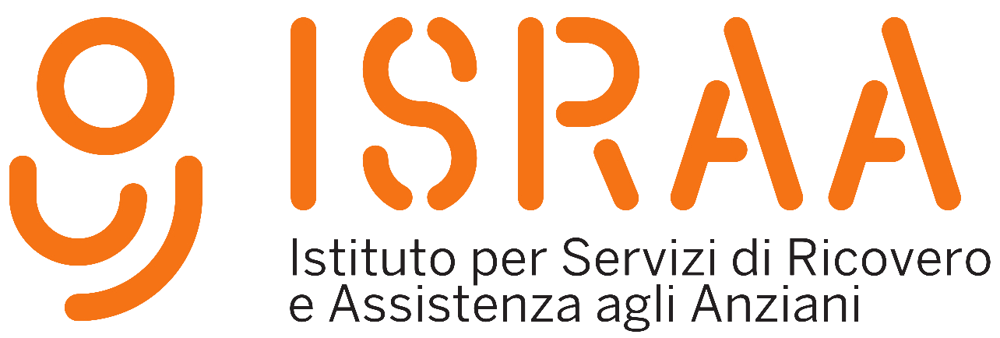 ISRAA
Istituto per Servizi di Ricovero
e Assistenza agli Anziani